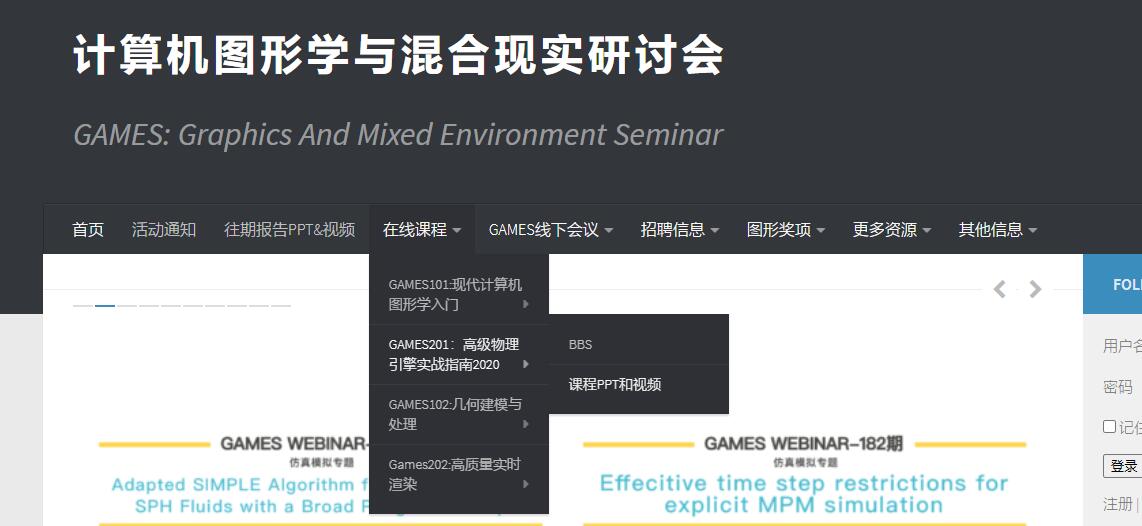 计算机图形学与混合现实研讨会
GAMES: Graphics And Mixed Environment Seminar
首页 活动通知 往期报告PPT&视频 在线课程 GAMES线下会议 招聘信息 图形奖项 更多资源 其他信息
GAMES101:现代计算机
图形学入门
GAMES201：高级物理
引擎实战指南2020
GAMES102:几何建模与
处理
Games202:高质量实时
渲染
BBS
课程PPT和视频
GAMES WEBINAR-
仿真模拟专题
Adapted SIMPLE Algorithm f
SPH Fluids with a Broad
GAMES WEBINAR-182期
仿真模拟专题
Effecitive time step restrictions for
explicit MPM simulation
FOL
用户名
密码
记住
登录
注册 |